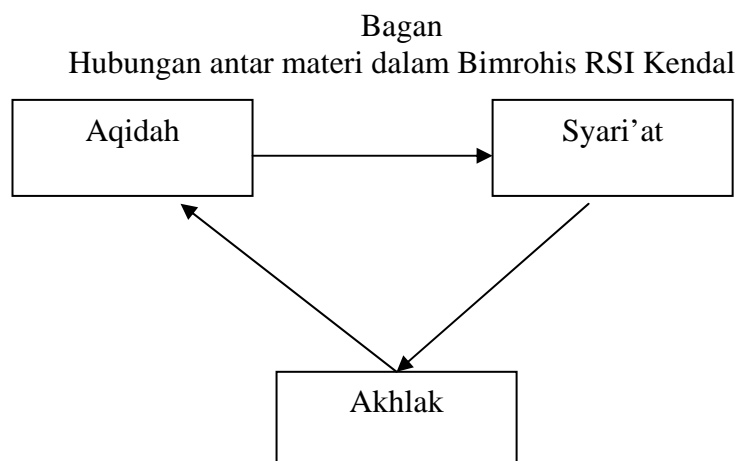 Bagan
Hubungan antar materi dalam Bimrohis RSI Kendal
Aqidah
Syari’at
Akhlak